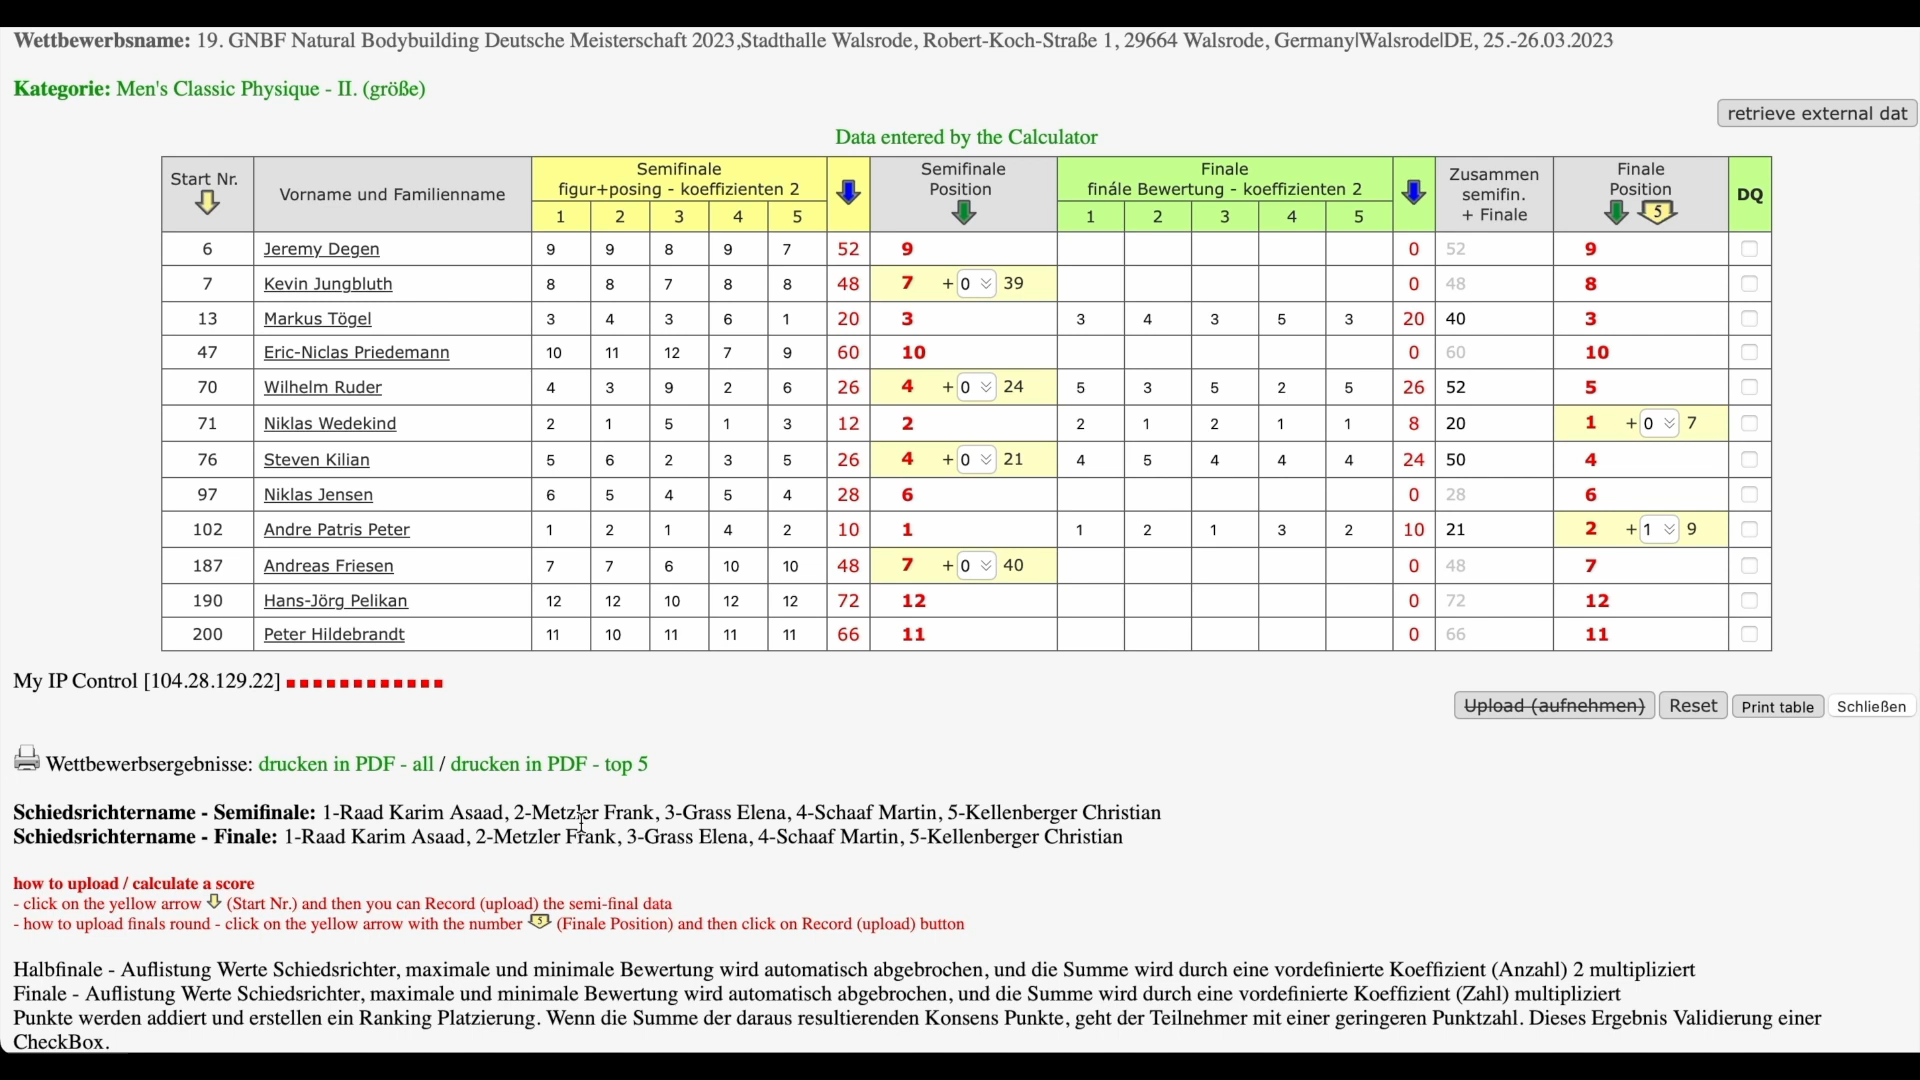 Wettbewerbsname: 19. GNBF Natural Bodybuilding Deutsche Meisterschaft 2023,Stadthalle Walsrode, Robert-Koch-Straße 1, 29664 Walsrode, Germany|Walsrode|DE, 25.-26.03.2023
Kategorie: Men's Classic Physique - II. (größe)
retrieve external dat
Data entered by the Calculator
Start Nr. Vorname und Familienname Semifinale figur+posing - koeffizienten 2 Semifinale Position Finale finále Bewertung - koeffizienten 2 Zusammen semifin. + Finale Finale Position 5 DQ
1 2 3 4 5 1 2 3 4 5
6 Jeremy Degen 9 9 8 9 7 52 9 0 52 9
7 Kevin Jungbluth 8 8 7 8 8 48 7 +0 39 0 48 8
13 Markus Tögel 3 4 3 6 1 20 3 3 4 3 5 3 20 40 3
47 Eric-Niclas Priedemann 10 11 12 7 9 60 10 0 60 10
70 Wilhelm Ruder 4 3 9 2 6 26 4 +0 24 5 3 5 2 5 26 52 5
71 Niklas Wedekind 2 1 5 1 3 12 2 2 1 2 1 1 8 20 1 +0 7
76 Steven Kilian 5 6 2 3 5 26 4 +0 21 4 5 4 4 4 24 50 4
97 Niklas Jensen 6 5 4 5 4 28 6 0 28 6
102 Andre Patris Peter 1 2 1 4 2 10 1 1 2 1 3 2 10 21 2 +1 9
187 Andreas Friesen 7 7 6 10 10 48 7 +0 40 0 48 7
190 Hans-Jörg Pelikan 12 12 10 12 12 72 12 0 72 12
200 Peter Hildebrandt 11 10 11 11 11 66 11 0 66 11
My IP Control [104.28.129.22]
Upload (aufnehmen) Reset Print table Schließen
Wettbewerbsergebnisse: drucken in PDF - all / drucken in PDF - top 5
Schiedsrichtername - Semifinale: 1-Raad Karim Asaad, 2-Metzler Frank, 3-Grass Elena, 4-Schaaf Martin, 5-Kellenberger Christian
Schiedsrichtername - Finale: 1-Raad Karim Asaad, 2-Metzler Frank, 3-Grass Elena, 4-Schaaf Martin, 5-Kellenberger Christian
how to upload / calculate a score
- click on the yellow arrow (Start Nr.) and then you can Record (upload) the semi-final data
- how to upload finals round - click on the yellow arrow with the number 5 (Finale Position) and then click on Record (upload) button
Halbfinale - Auflistung Werte Schiedsrichter, maximale und minimale Bewertung wird automatisch abgebrochen, und die Summe wird durch eine vordefinierte Koeffizient (Anzahl) 2 multipliziert
Finale - Auflistung Werte Schiedsrichter, maximale und minimale Bewertung wird automatisch abgebrochen, und die Summe wird durch eine vordefinierte Koeffizient (Zahl) multipliziert
Punkte werden addiert und erstellen ein Ranking Platzierung. Wenn die Summe der daraus resultierenden Konsens Punkte, geht der Teilnehmer mit einer geringeren Punktzahl. Dieses Ergebnis Validierung einer
CheckBox.